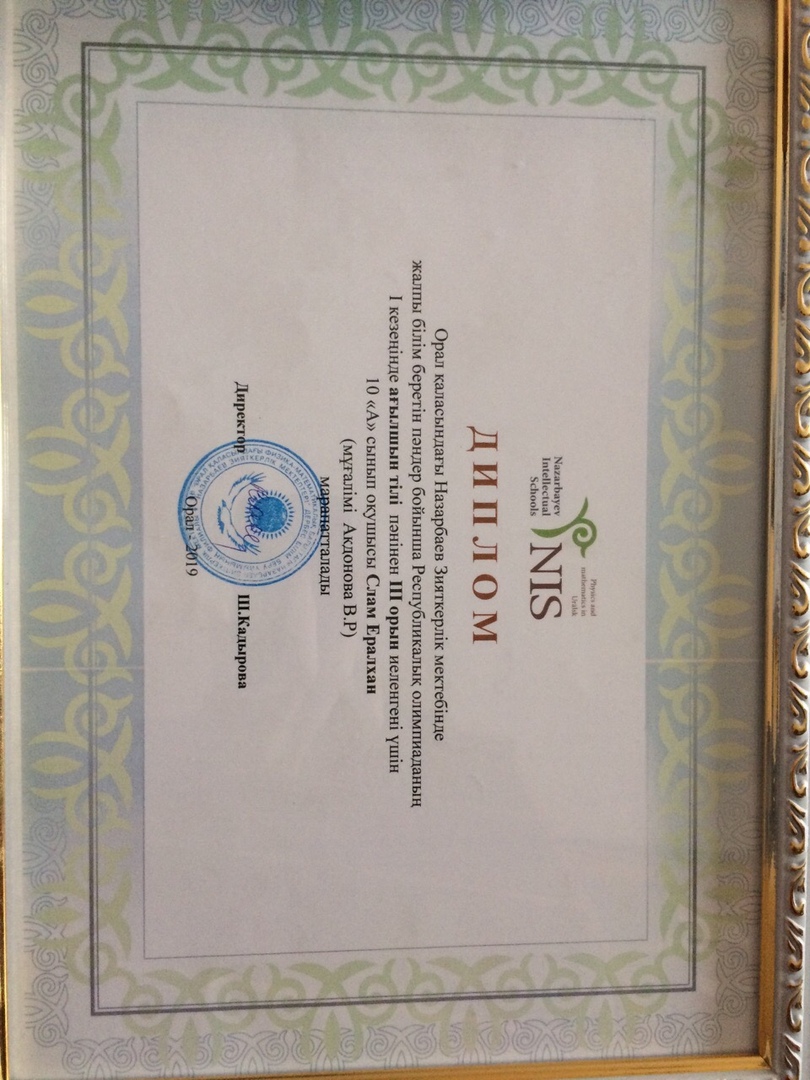 Nazarbayev
Intellectual
Schools
NIS
Physics and
mathematics in
Uralsk
ДИПЛОМ
Орал қаласындағы Назарбаев Зияткерлік мектебінде
жалпы білім беретін пәндер бойынша Республикалық олимпиаданың
І кезеңінде ағылшын тілі пәнінен ІІІ орын иеленгені үшін
10 «А» сынып оқушысы Слам Ералхан
(мұғалімі Акдонова В.Р)
марапатталады
Директор Ш.Кадырова
Орал - 2019